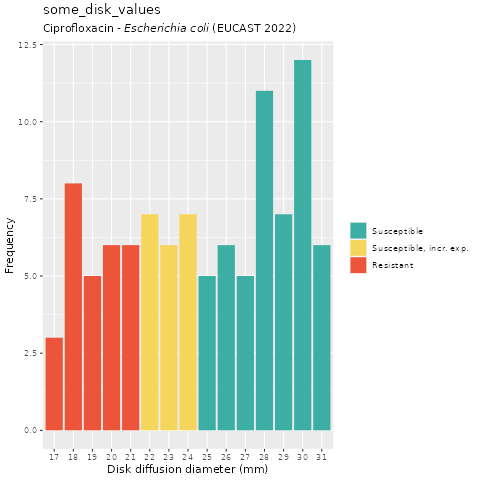 some_disk_values
Ciprofloxacin - Escherichia coli (EUCAST 2022)
12.5
10.0
7.5
5.0
2.5
0.0
Frequency
17 18 19 20 21 22 23 24 25 26 27 28 29 30 31
Disk diffusion diameter (mm)
Susceptible
Susceptible, incr. exp.
Resistant